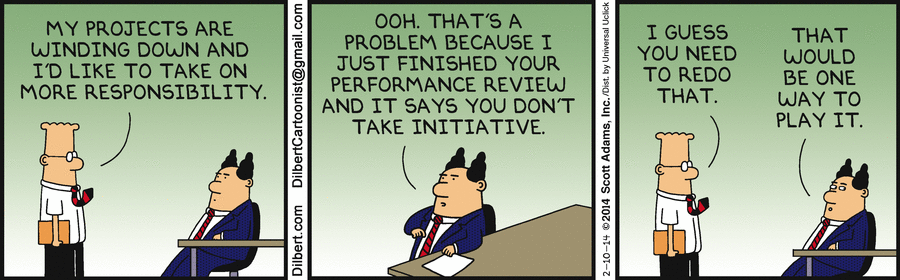 MY PROJECTS ARE
WINDING DOWN AND
I'D LIKE TO TAKE ON
MORE RESPONSIBILITY.
Dilbert.com DilbertCartoonist@gmail.com
OOH. THAT'S A
PROBLEM BECAUSE I
JUST FINISHED YOUR
PERFORMANCE REVIEW
AND IT SAYS YOU DON'T
TAKE INITIATIVE.
2-10-14 © 2014 Scott Adams, Inc. /Dist. by Universal Uclick
I GUESS
YOU NEED
TO REDO
THAT.
THAT
WOULD
BE ONE
WAY TO
PLAY IT.